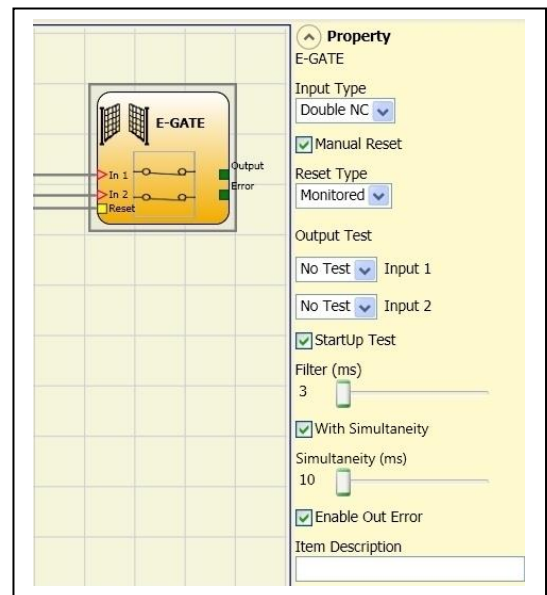 E-GATE
In 1
In 2
Reset
Output
Error
Property
E-GATE
Input Type
Double NC
Manual Reset
Reset Type
Monitored
Output Test
No Test Input 1
No Test Input 2
StartUp Test
Filter (ms)
3
With Simultaneity
Simultaneity (ms)
10
Enable Out Error
Item Description